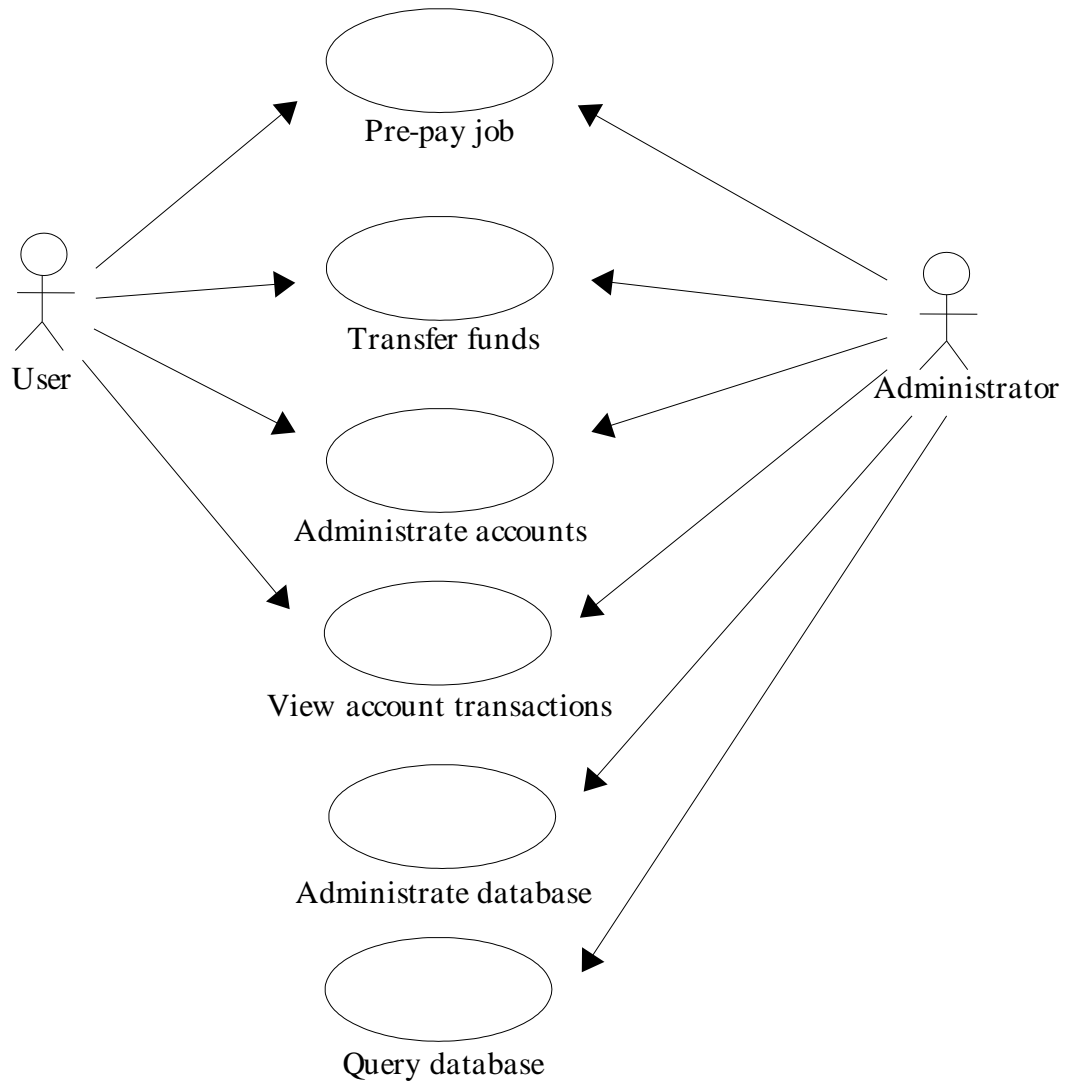 Pre-pay job
Transfer funds
User
Administrator
Administrate accounts
View account transactions
Administrate database
Query database